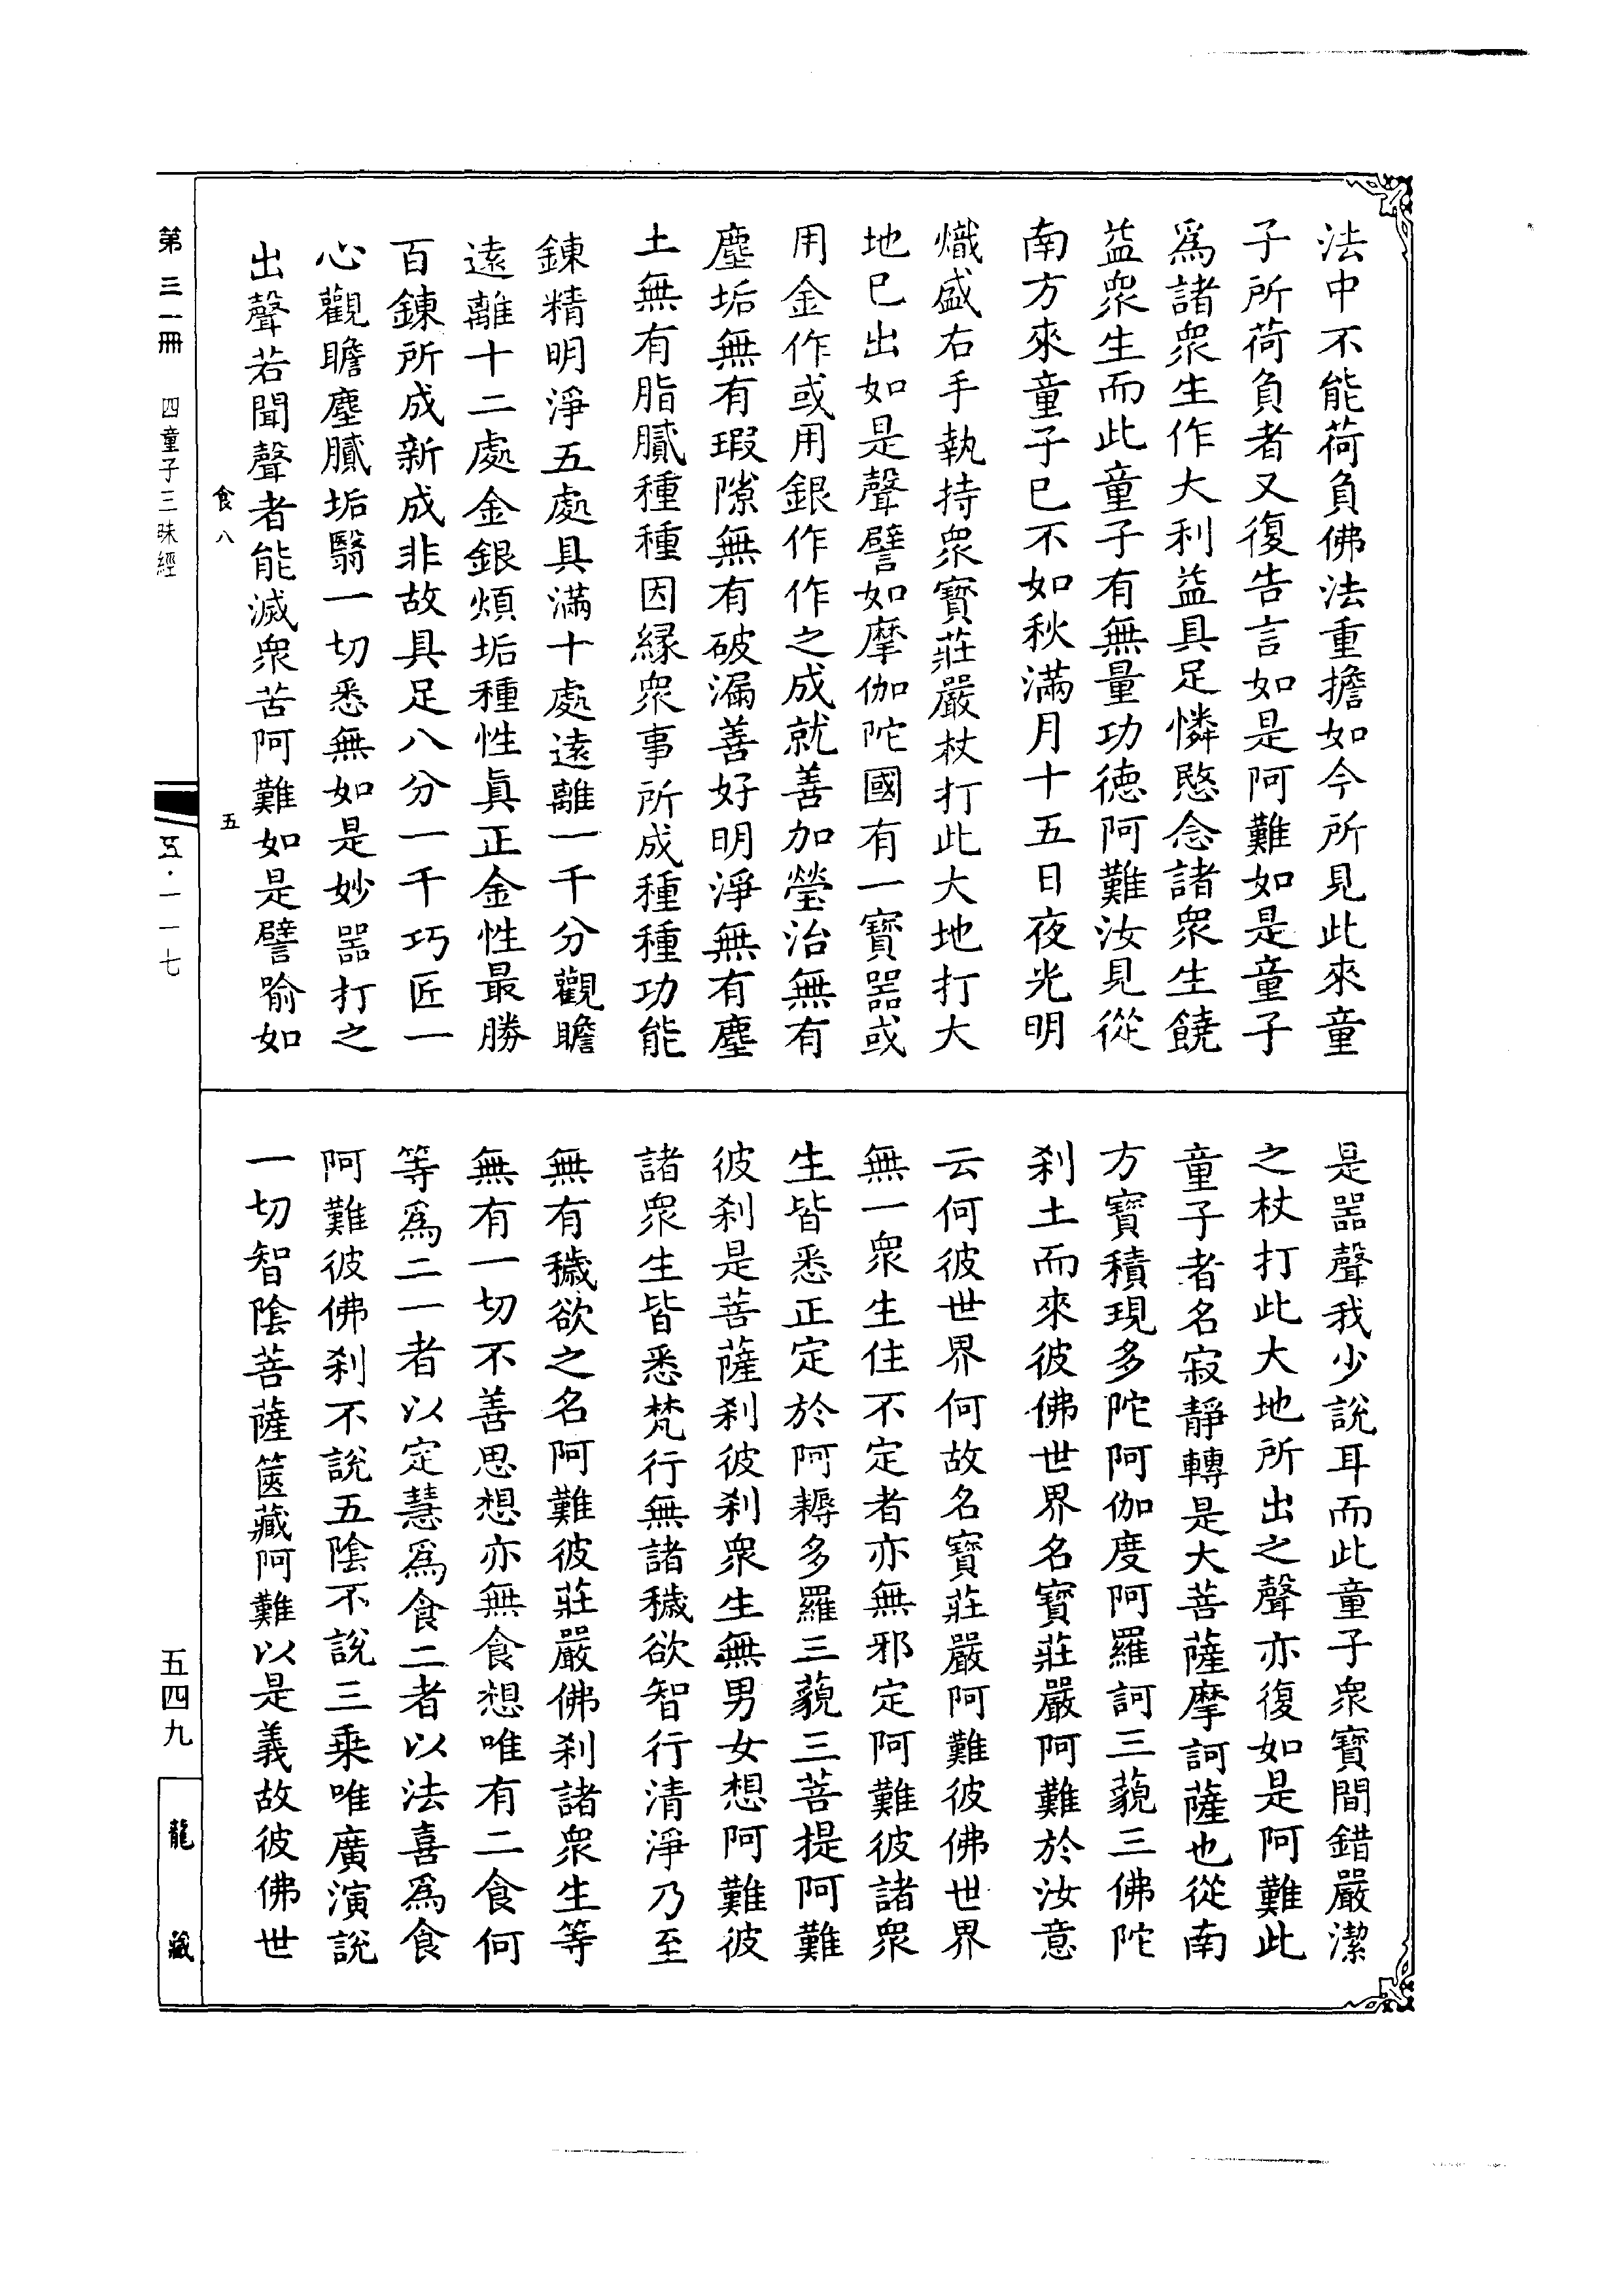 法中不能荷負佛法重擔如今所見此來童
子所荷負者又復告言如是阿難如是童子
爲諸衆生作大利益具足憐愍念諸衆生饒
益衆生而此童子有無量功德阿難汝見從
南方來童子已不如秋滿月十五日夜光明
熾盛右手執持衆寶莊嚴杖打此大地打大
地已出如是聲譬如摩伽陀國有一寶器或
用金作或用銀作作之成就善加瑩治無有
塵垢無有瑕隙無有破漏善好明淨無有塵
土無有脂膩種種因緣衆事所成種種功能
鍊精明淨五處具滿十處遠離一千分觀瞻
遠離十二處金銀煩垢種性真正金性最勝
百鍊所成新成非故具足八分一千巧匠一
心觀瞻塵膩垢翳一切悉無如是妙器打之
出聲若聞聲者能滅衆苦阿難如是譬喻如
食八
五
是器聲我少說耳而此童子衆寶間錯嚴潔
之杖打此大地所出之聲亦復如是阿難此
童子者名寂靜轉是大菩薩摩訶薩也從南
方寶積現多陀阿伽度阿羅訶三藐三佛陀
刹土而來彼佛世界名寶莊嚴阿難於汝意
云何彼世界何故名寶莊嚴阿難彼佛世界
無一衆生住不定者亦無邪定阿難彼諸衆
生皆悉正定於阿耨多羅三藐三菩提阿難
彼刹是菩薩刹彼刹衆生無男女想阿難彼
諸衆生皆悉梵行無諸穢欲智行清淨乃至
無有穢欲之名阿難彼莊嚴佛刹諸衆生等
無有一切不善思想亦無食想唯有二食何
等爲二一者以定慧爲食二者以法喜爲食
阿難彼佛刹不說五陰不說三乘唯廣演說
一切智陰菩薩篋藏阿難以是義故彼佛世
第三一冊 四童子三昧經
五·一一七
五四九
龍藏